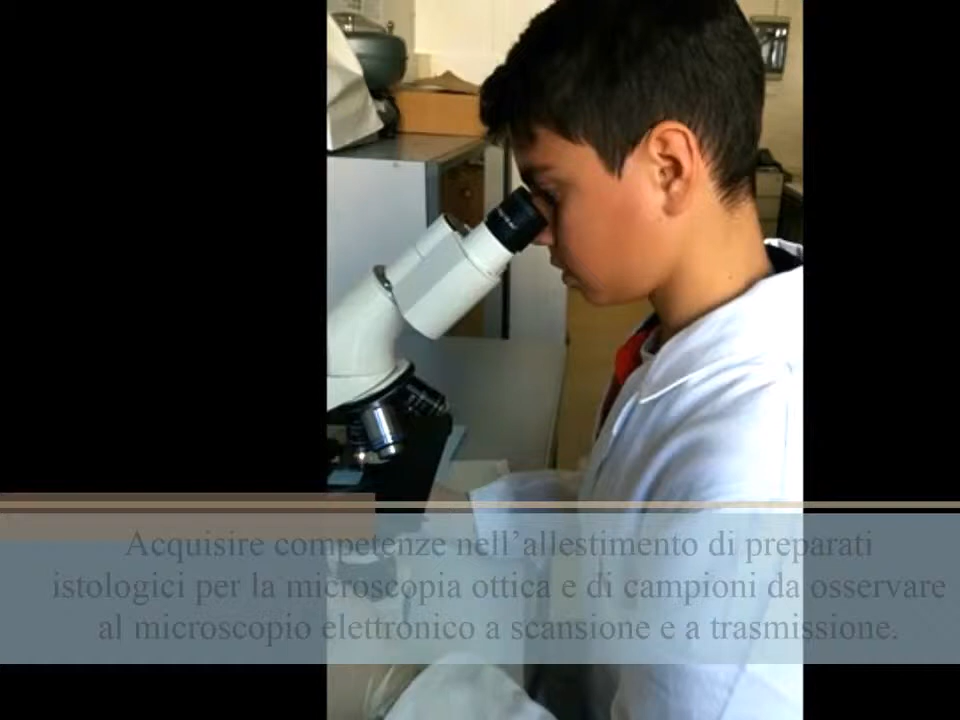 Acquisire competenze nell’allestimento di preparati
istologici per la microscopia ottica e di campioni da osservare
al microscopio elettronico a scansione e a trasmissione.